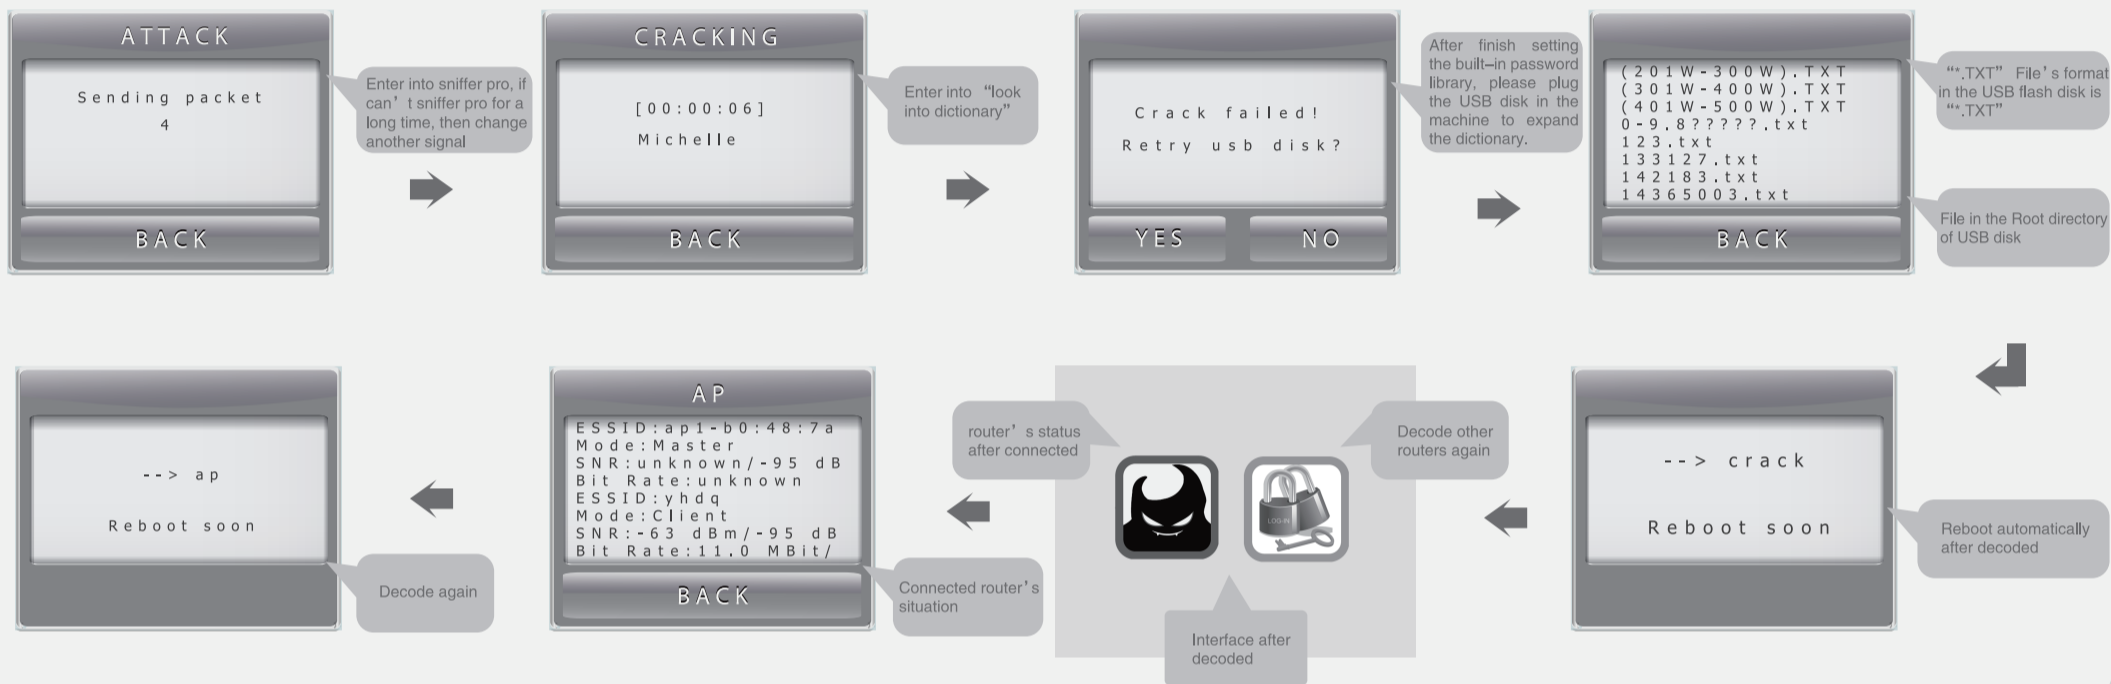 ATTACK
Sending packet
4
BACK
Enter into sniffer pro, if
can't sniffer pro for a
long time, then change
another signal
CRACKING
[00:00:06]
Michelle
BACK
Enter into “look
into dictionary”
Crack failed!
Retry usb disk?
YES
NO
After finish setting
the built-in password
library, please plug
the USB disk in the
machine to expand
the dictionary.
(201W-300W).TXT
(301W-400W).TXT
(401W-500W).TXT
0-9.8?????.txt
123.txt
133127.txt
142183.txt
14365003.txt
BACK
“*.TXT” File's format
in the USB flash disk is
“*.TXT”
File in the Root directory
of USB disk
--> crack
Reboot soon
Reboot automatically
after decoded
router's status
after connected
Decode other
routers again
LOG-IN
Interface after
decoded
AP
ESSID:ap1-b0:48:7a
Mode:Master
SNR:unknown/-95 dB
Bit Rate:unknown
ESSID:yhdq
Mode:Client
SNR:-63 dBm/-95 dB
Bit Rate:11.0 MBit/
BACK
Connected router's
situation
--> ap
Reboot soon
Decode again